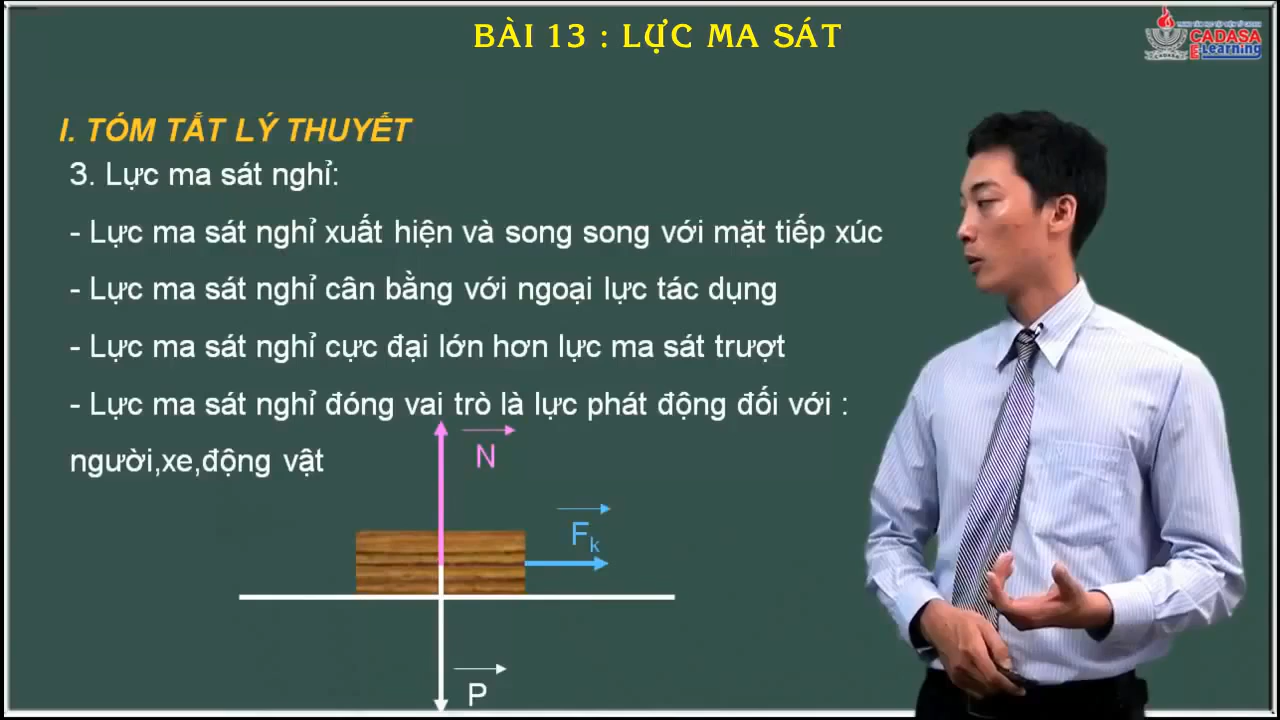 BÀI 13 : LỰC MA SÁT
CADASA
E Learning
I. TÓM TẮT LÝ THUYẾT
3. Lực ma sát nghỉ:
- Lực ma sát nghỉ xuất hiện và song song với mặt tiếp xúc
- Lực ma sát nghỉ cân bằng với ngoại lực tác dụng
- Lực ma sát nghỉ cực đại lớn hơn lực ma sát trượt
- Lực ma sát nghỉ đóng vai trò là lực phát động đối với :
người,xe,động vật
N
Fk
P